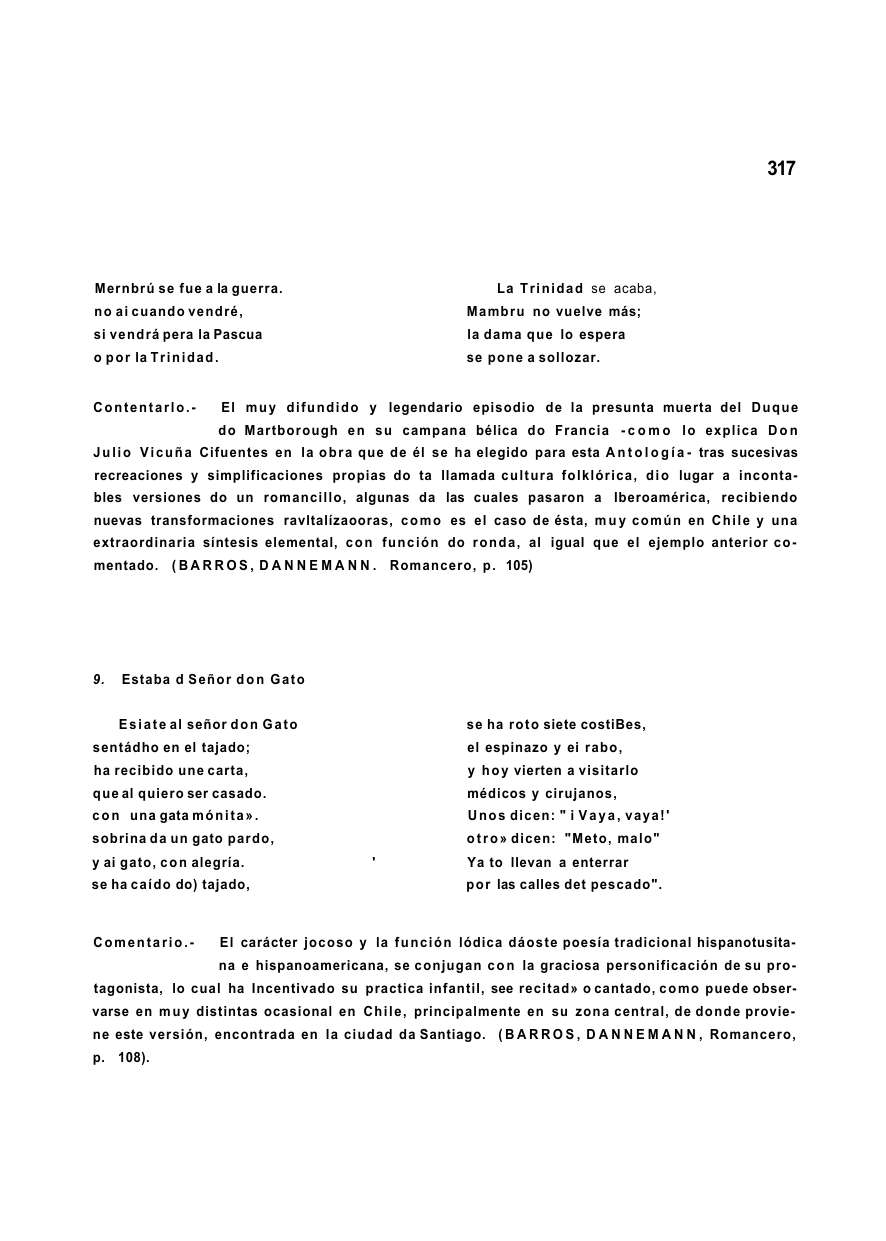 317
Mernbrú se fue a la guerra.
no ai cuando vendré,
si vendrá pera la Pascua
o por la Trinidad.
La Trinidad se acaba,
Mambru no vuelve más;
la dama que lo espera
se pone a sollozar.
Contentarlo.- El muy difundido y legendario episodio de la presunta muerta del Duque
do Martborough en su campana bélica do Francia -como lo explica Don
Julio Vicuña Cifuentes en la obra que de él se ha elegido para esta Antología- tras sucesivas
recreaciones y simplificaciones propias do ta llamada cultura folklórica, dio lugar a inconta-
bles versiones do un romancillo, algunas da las cuales pasaron a Iberoamérica, recibiendo
nuevas transformaciones ravItalízaooras, como es el caso de ésta, muy común en Chile y una
extraordinaria síntesis elemental, con función do ronda, al igual que el ejemplo anterior co-
mentado. (BARROS, DANNEMANN. Romancero, p. 105)
9. Estaba d Señor don Gato
Esiate al señor don Gato
sentádho en el tajado;
ha recibido une carta,
que al quiero ser casado.
con una gata mónita».
sobrina da un gato pardo,
y ai gato, con alegría. '
se ha caído do) tajado,
se ha roto siete costiBes,
el espinazo y ei rabo,
y hoy vierten a visitarlo
médicos y cirujanos,
Unos dicen: "¡Vaya, vaya!'
otro» dicen: "Meto, malo"
Ya to llevan a enterrar
por las calles det pescado".
Comentario.- El carácter jocoso y la función lódica dáoste poesía tradicional hispanotusita-
na e hispanoamericana, se conjugan con la graciosa personificación de su pro-
tagonista, lo cual ha Incentivado su practica infantil, see recitad» o cantado, como puede obser-
varse en muy distintas ocasional en Chile, principalmente en su zona central, de donde provie-
ne este versión, encontrada en la ciudad da Santiago. (BARROS, DANNEMANN, Romancero,
p. 108).